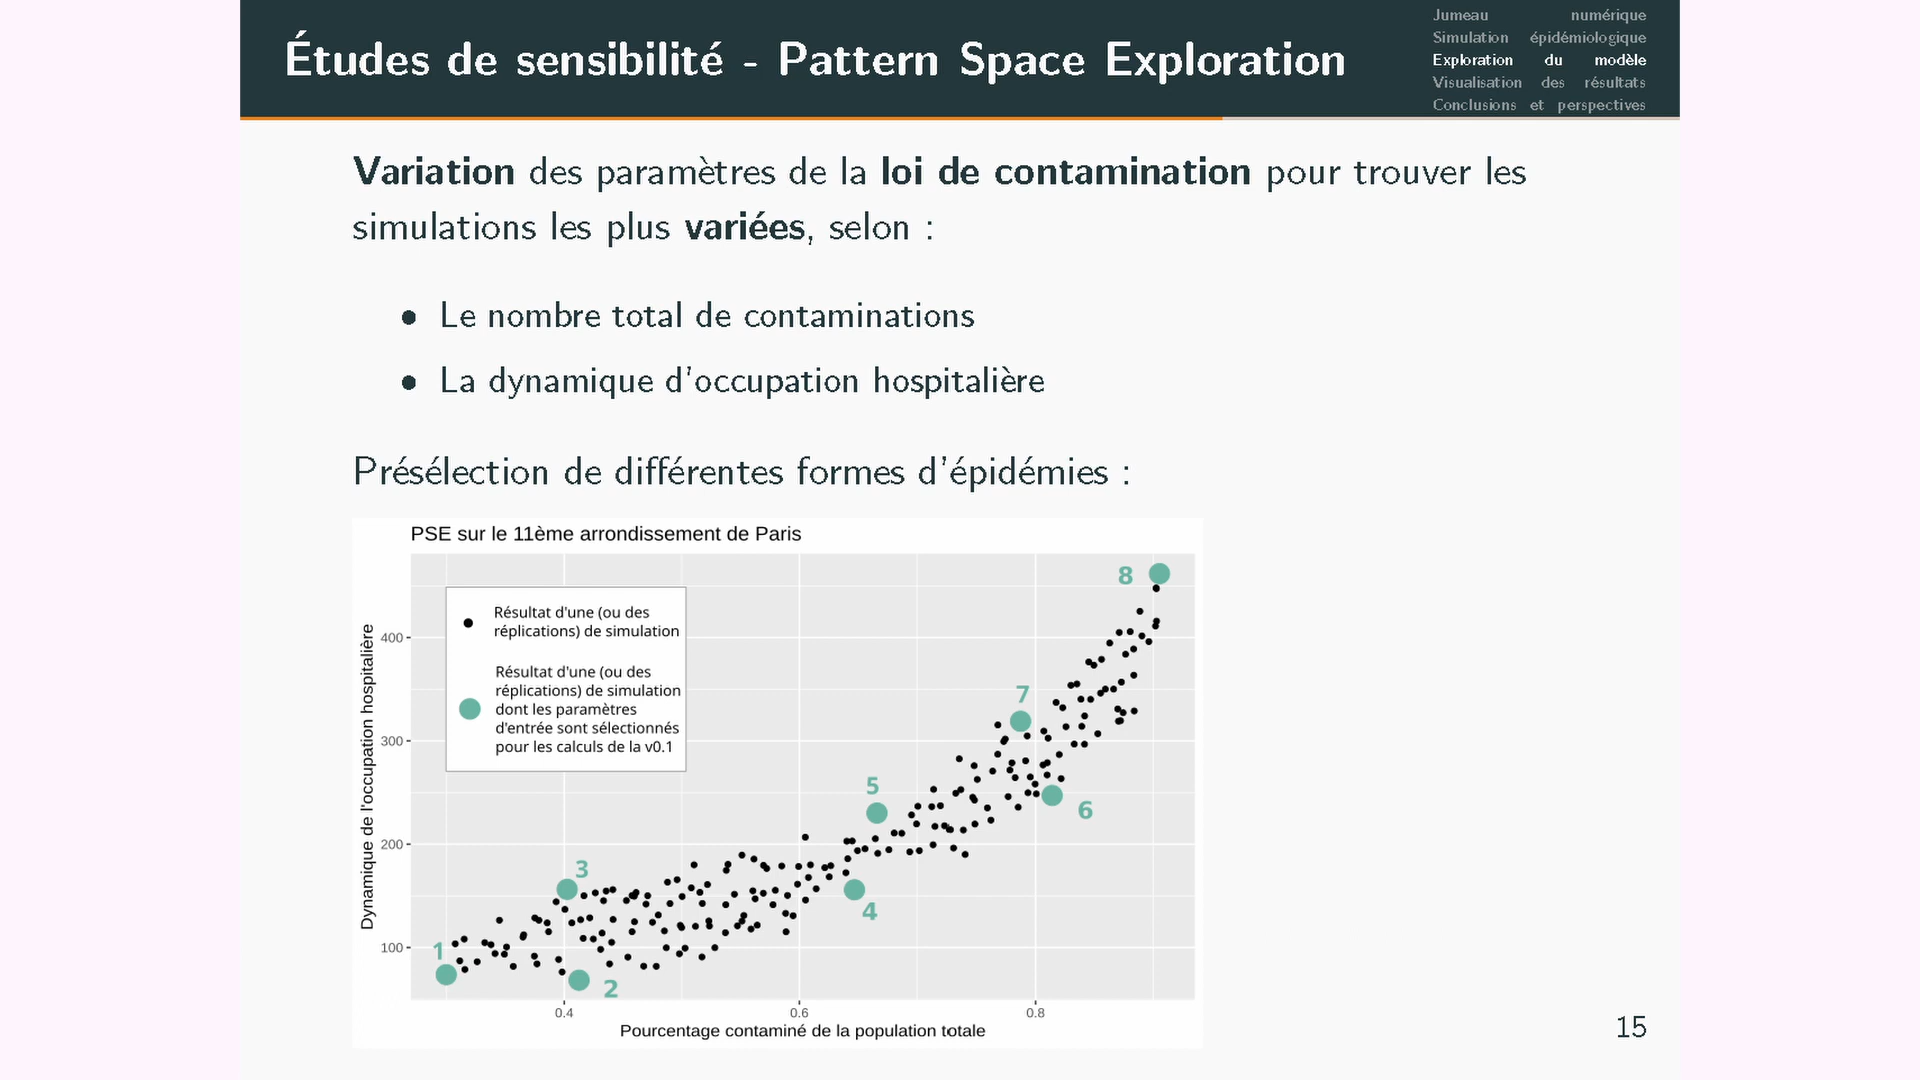 Études de sensibilité - Pattern Space Exploration
Jumeau numérique
Simulation épidémiologique
Exploration du modèle
Visualisation des résultats
Conclusions et perspectives
Variation des paramètres de la loi de contamination pour trouver les
simulations les plus variées, selon :
• Le nombre total de contaminations
• La dynamique d'occupation hospitalière
Présélection de différentes formes d'épidémies :
PSE sur le 11ème arrondissement de Paris
Résultat d'une (ou des
réplications) de simulation
Résultat d'une (ou des
réplications) de simulation
dont les paramètres
d'entrée sont sélectionnés
pour les calculs de la v0.1
Dynamique de l'occupation hospitalière
400
300
200
100
1
2
3
4
5
6
7
8
0.4
0.6
0.8
Pourcentage contaminé de la population totale
15